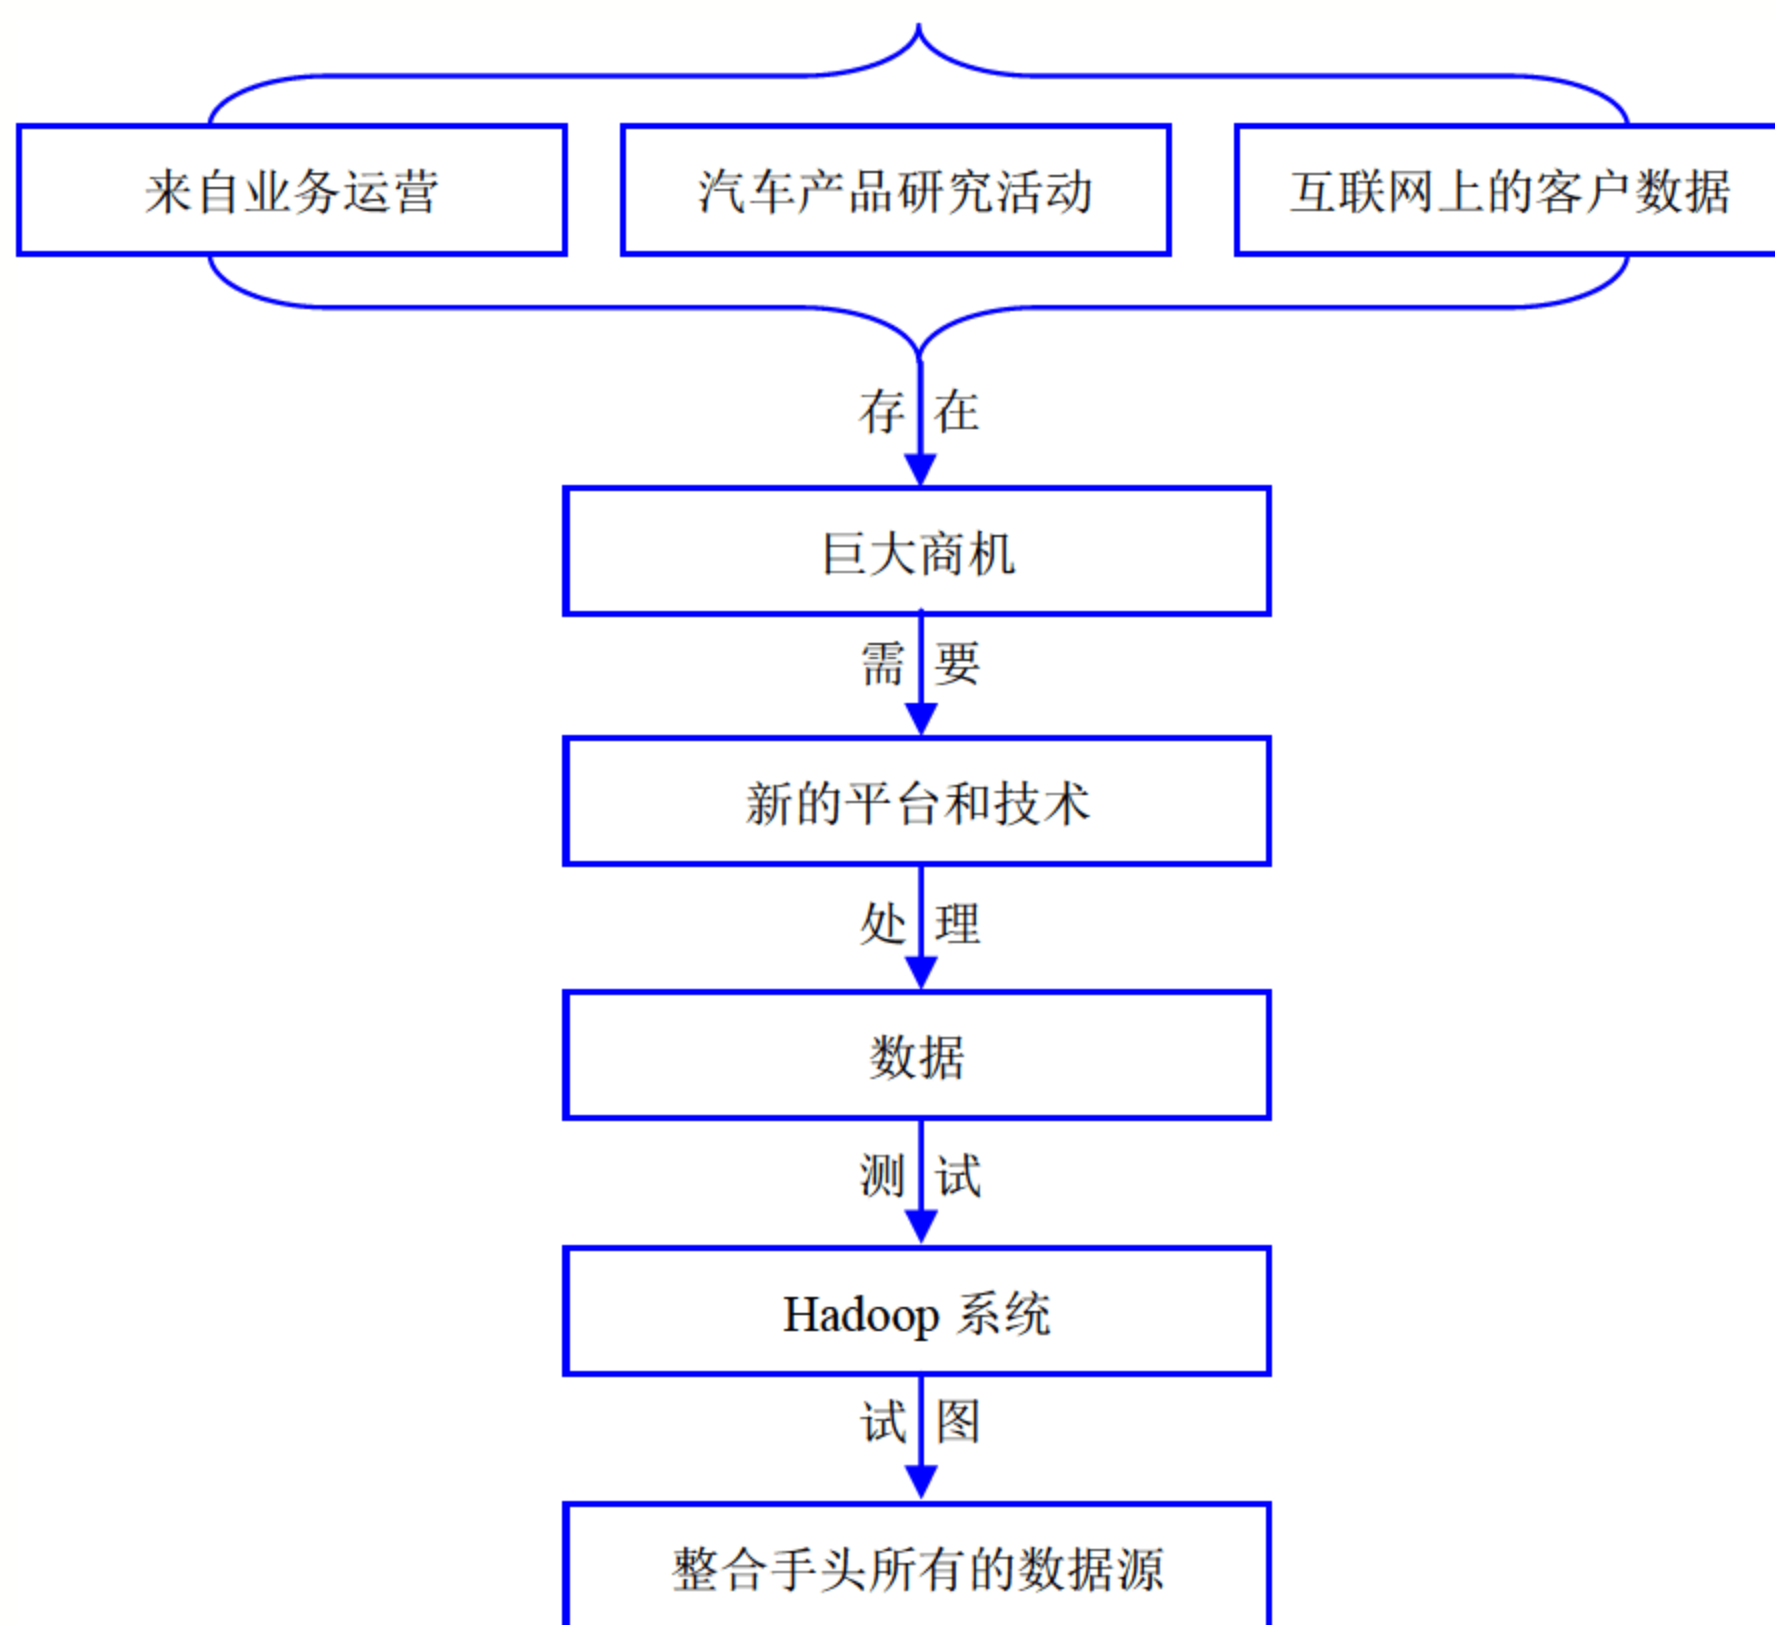 来自业务运营
汽车产品研究活动
互联网上的客户数据
存在
巨大商机
需要
新的平台和技术
处理
数据
测试
Hadoop 系统
试图
整合手头所有的数据源